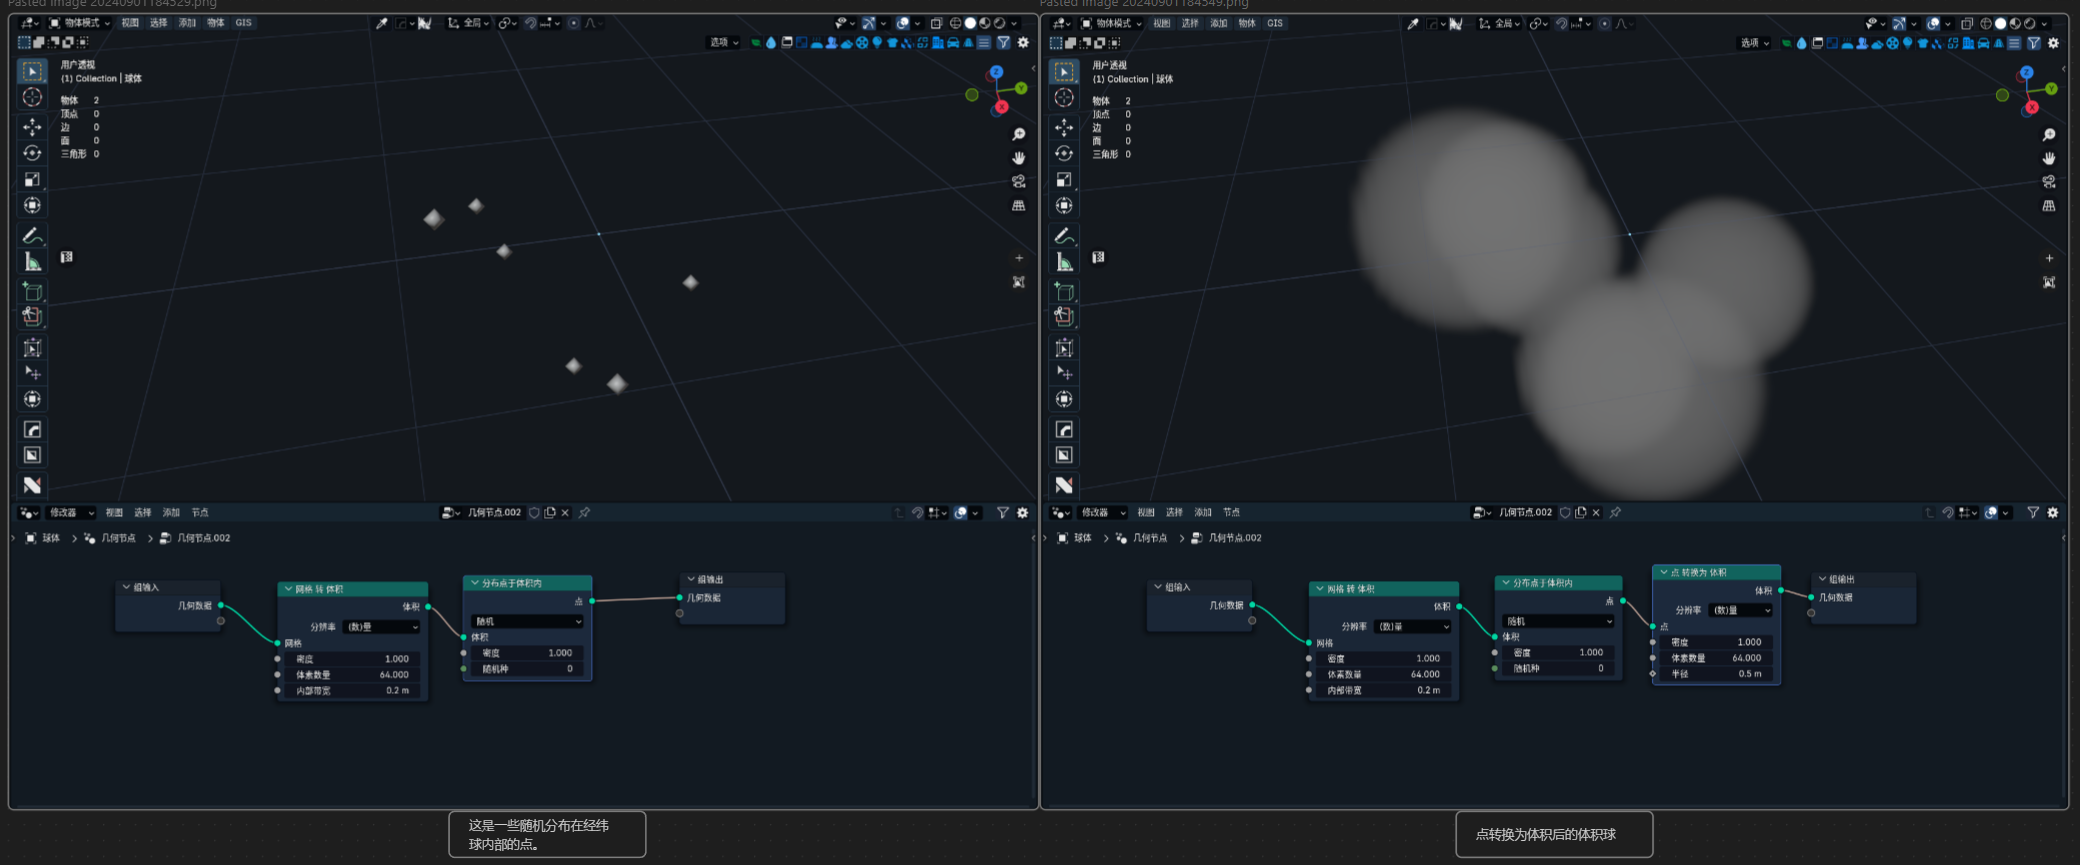 Pasted image 20240901184529.png
物体模式 视图 选择 添加 物体 GIS
全局
选项
用户透视
(1) Collection | 球体
物体 2
顶点 0
边 0
面 0
三角形 0
Z
Y
X
修改器 视图 选择 添加 节点
几何节点.002
球体 > 几何节点 > 几何节点.002
组输入
几何数据
网格 转 体积
体积
分辨率 (数)量
网格
密度 1.000
体素数量 64.000
内部带宽 0.2 m
分布点于体积内
点
随机
体积
密度 1.000
随机种 0
组输出
几何数据
这是一些随机分布在经纬
球内部的点。
Pasted image 20240901184549.png
物体模式 视图 选择 添加 物体 GIS
全局
选项
用户透视
(1) Collection | 球体
物体 2
顶点 0
边 0
面 0
三角形 0
Z
Y
X
修改器 视图 选择 添加 节点
几何节点.002
球体 > 几何节点 > 几何节点.002
组输入
几何数据
网格 转 体积
体积
分辨率 (数)量
网格
密度 1.000
体素数量 64.000
内部带宽 0.2 m
分布点于体积内
点
随机
体积
密度 1.000
随机种 0
点 转换为 体积
体积
分辨率 (数)量
点
密度 1.000
体素数量 64.000
半径 0.5 m
组输出
几何数据
点转换为体积后的体积球